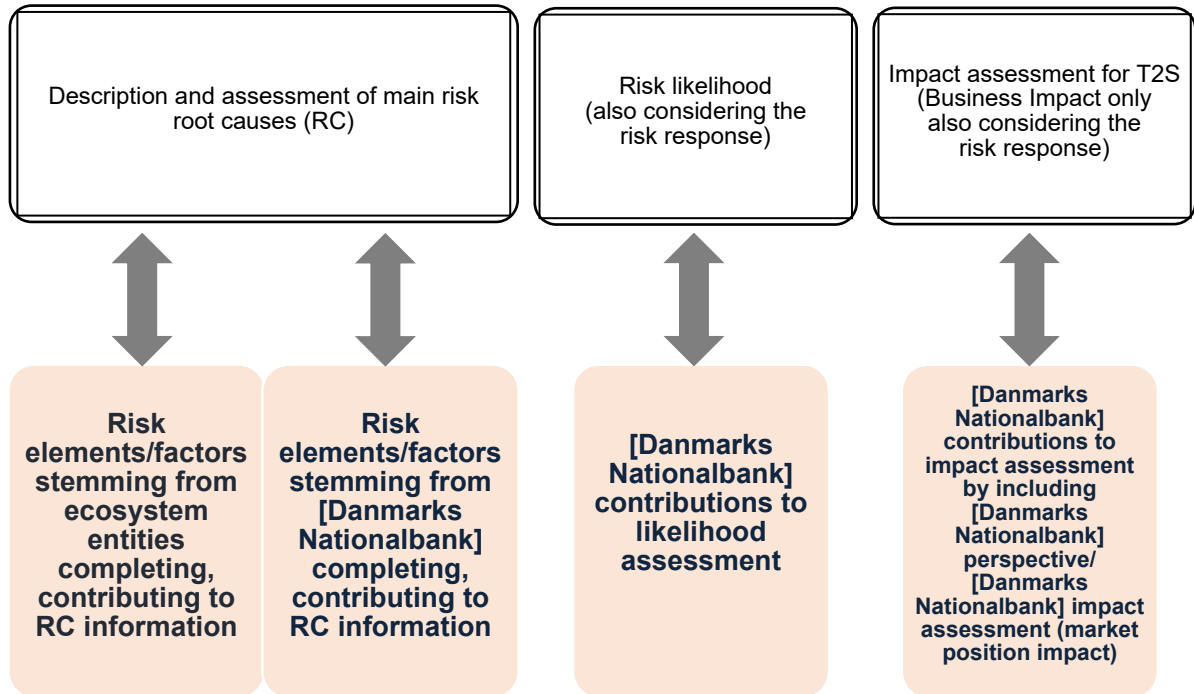 Description and assessment of main risk
root causes (RC)
Risk likelihood
(also considering the
risk response)
Impact assessment for T2S
(Business Impact only
also considering the
risk response)
Risk
elements/factors
stemming from
ecosystem
entities
completing,
contributing to
RC information
Risk
elements/factors
stemming from
[Danmarks
Nationalbank]
completing,
contributing to
RC information
[Danmarks
Nationalbank]
contributions to
likelihood
assessment
[Danmarks
Nationalbank]
contributions to
impact assessment
by including
[Danmarks
Nationalbank]
perspective/
[Danmarks
Nationalbank] impact
assessment (market
position impact)